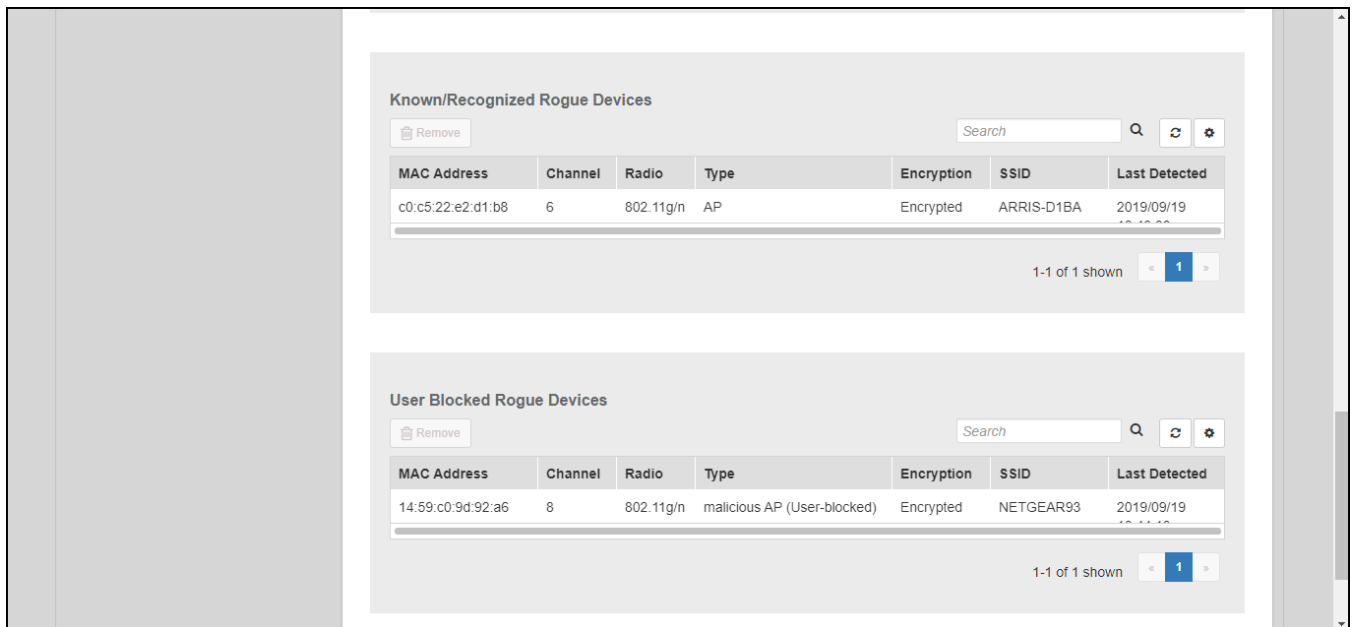 Known/Recognized Rogue Devices
Remove
Search
MAC Address Channel Radio Type Encryption SSID Last Detected
c0:c5:22:e2:d1:b8 6 802.11g/n AP Encrypted ARRIS-D1BA 2019/09/19
1-1 of 1 shown « 1 »
User Blocked Rogue Devices
Remove
Search
MAC Address Channel Radio Type Encryption SSID Last Detected
14:59:c0:9d:92:a6 8 802.11g/n malicious AP (User-blocked) Encrypted NETGEAR93 2019/09/19
1-1 of 1 shown « 1 »